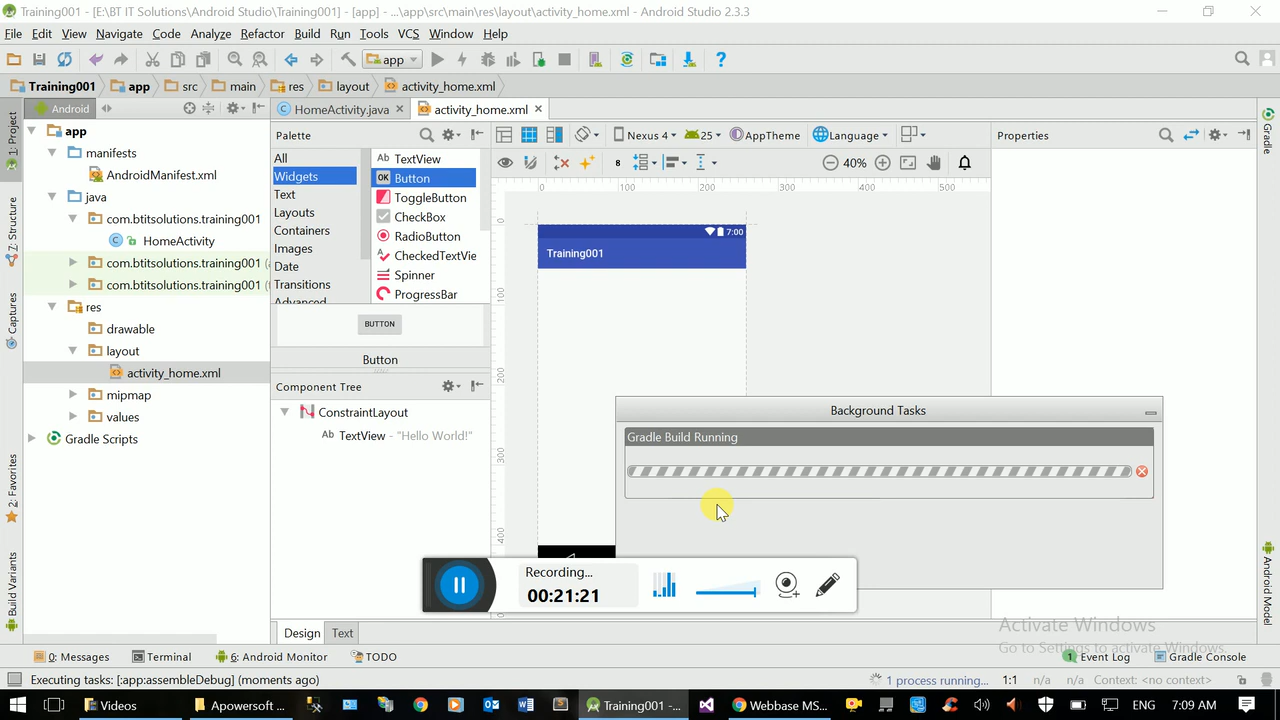 Training001 - [E:\BT IT Solutions\Android Studio\Training001] - [app] - ...\app\src\main\res\layout\activity_home.xml - Android Studio 2.3.3
File Edit View Navigate Code Analyze Refactor Build Run Tools VCS Window Help
app
Training001 app src main res layout activity_home.xml
Android HomeActivity.java activity_home.xml
Palette Nexus 4 25 AppTheme Language Properties
40%
All
Widgets
Text
Layouts
Containers
Images
Date
Transitions
Advanced
Ab TextView
OK Button
ToggleButton
CheckBox
RadioButton
CheckedTextVie
Spinner
ProgressBar
BUTTON
Button
Component Tree
ConstraintLayout
Ab TextView - "Hello World!"
app
manifests
AndroidManifest.xml
java
com.btitsolutions.training001
HomeActivity
com.btitsolutions.training001 (
com.btitsolutions.training001 (
res
drawable
layout
activity_home.xml
mipmap
values
Gradle Scripts
1: Project
7: Structure
Captures
2: Favorites
Build Variants
Gradle
Android Model
0 100 200 300 400 500
0
100
200
300
400
7:00
Training001
Background Tasks
Gradle Build Running
Recording...
00:21:21
Activate Windows
Go to Settings to activate Windows.
Design Text
0: Messages Terminal 6: Android Monitor TODO 1 Event Log Gradle Console
Executing tasks: [:app:assembleDebug] (moments ago) 1 process running... 1:1 n/a n/a Context: <no context>
Videos Apowersoft ... Training001 -... Webbase MS... ENG 7:09 AM